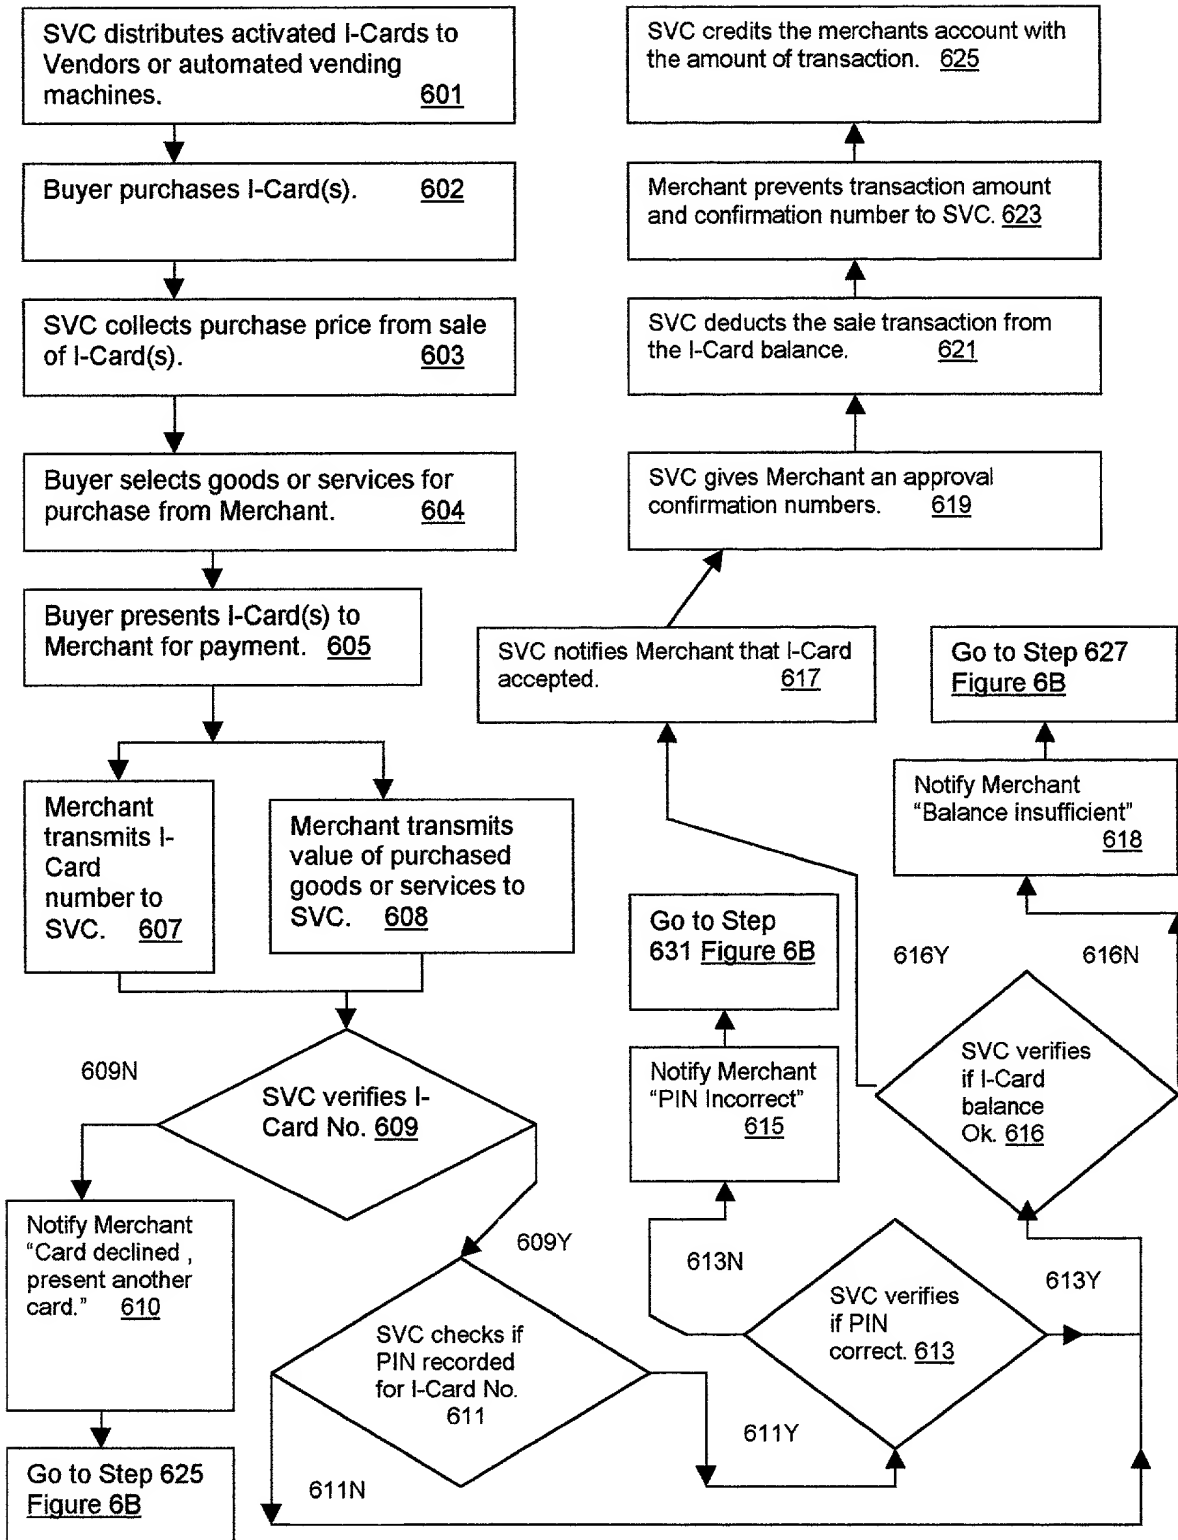 SVC distributes activated I-Cards to
Vendors or automated vending
machines. 601
Buyer purchases I-Card(s). 602
SVC collects purchase price from sale
of I-Card(s). 603
Buyer selects goods or services for
purchase from Merchant. 604
Buyer presents I-Card(s) to
Merchant for payment. 605
Merchant
transmits I-
Card
number to
SVC. 607
Merchant transmits
value of purchased
goods or services to
SVC. 608
609N
SVC verifies I-
Card No. 609
Notify Merchant
“Card declined ,
present another
card.” 610
Go to Step 625
Figure 6B
609Y
SVC checks if
PIN recorded
for I-Card No.
611
611N
611Y
SVC verifies
if PIN
correct. 613
613N
613Y
Notify Merchant
“PIN Incorrect”
615
Go to Step
631 Figure 6B
SVC verifies
if I-Card
balance
Ok. 616
616Y
616N
Notify Merchant
“Balance insufficient”
618
Go to Step 627
Figure 6B
SVC notifies Merchant that I-Card
accepted. 617
SVC gives Merchant an approval
confirmation numbers. 619
SVC deducts the sale transaction from
the I-Card balance. 621
Merchant prevents transaction amount
and confirmation number to SVC. 623
SVC credits the merchants account with
the amount of transaction. 625